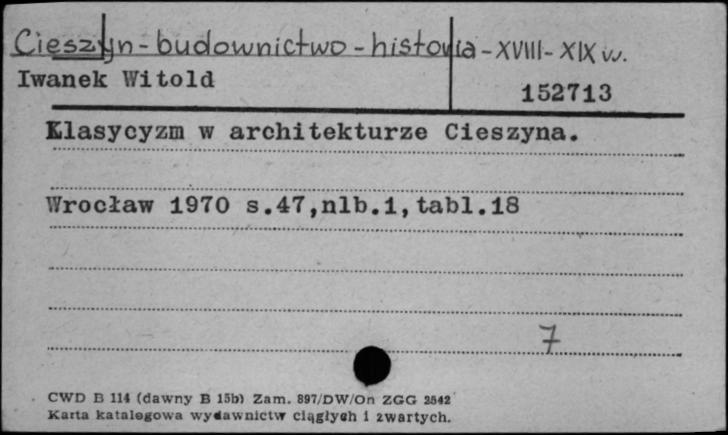 Cieszyn - budownictwo - historia - XVIII - XIX w.
Iwanek Witold
152713
Klasycyzm w architekturze Cieszyna.
Wrocław 1970 s.47,nlb.1,tabl.18
7
CWD B 114 (dawny B 15b) Zam. 897/DW/On ZGG 2542
Karta katalogowa wydawnictw ciągłych i zwartych.